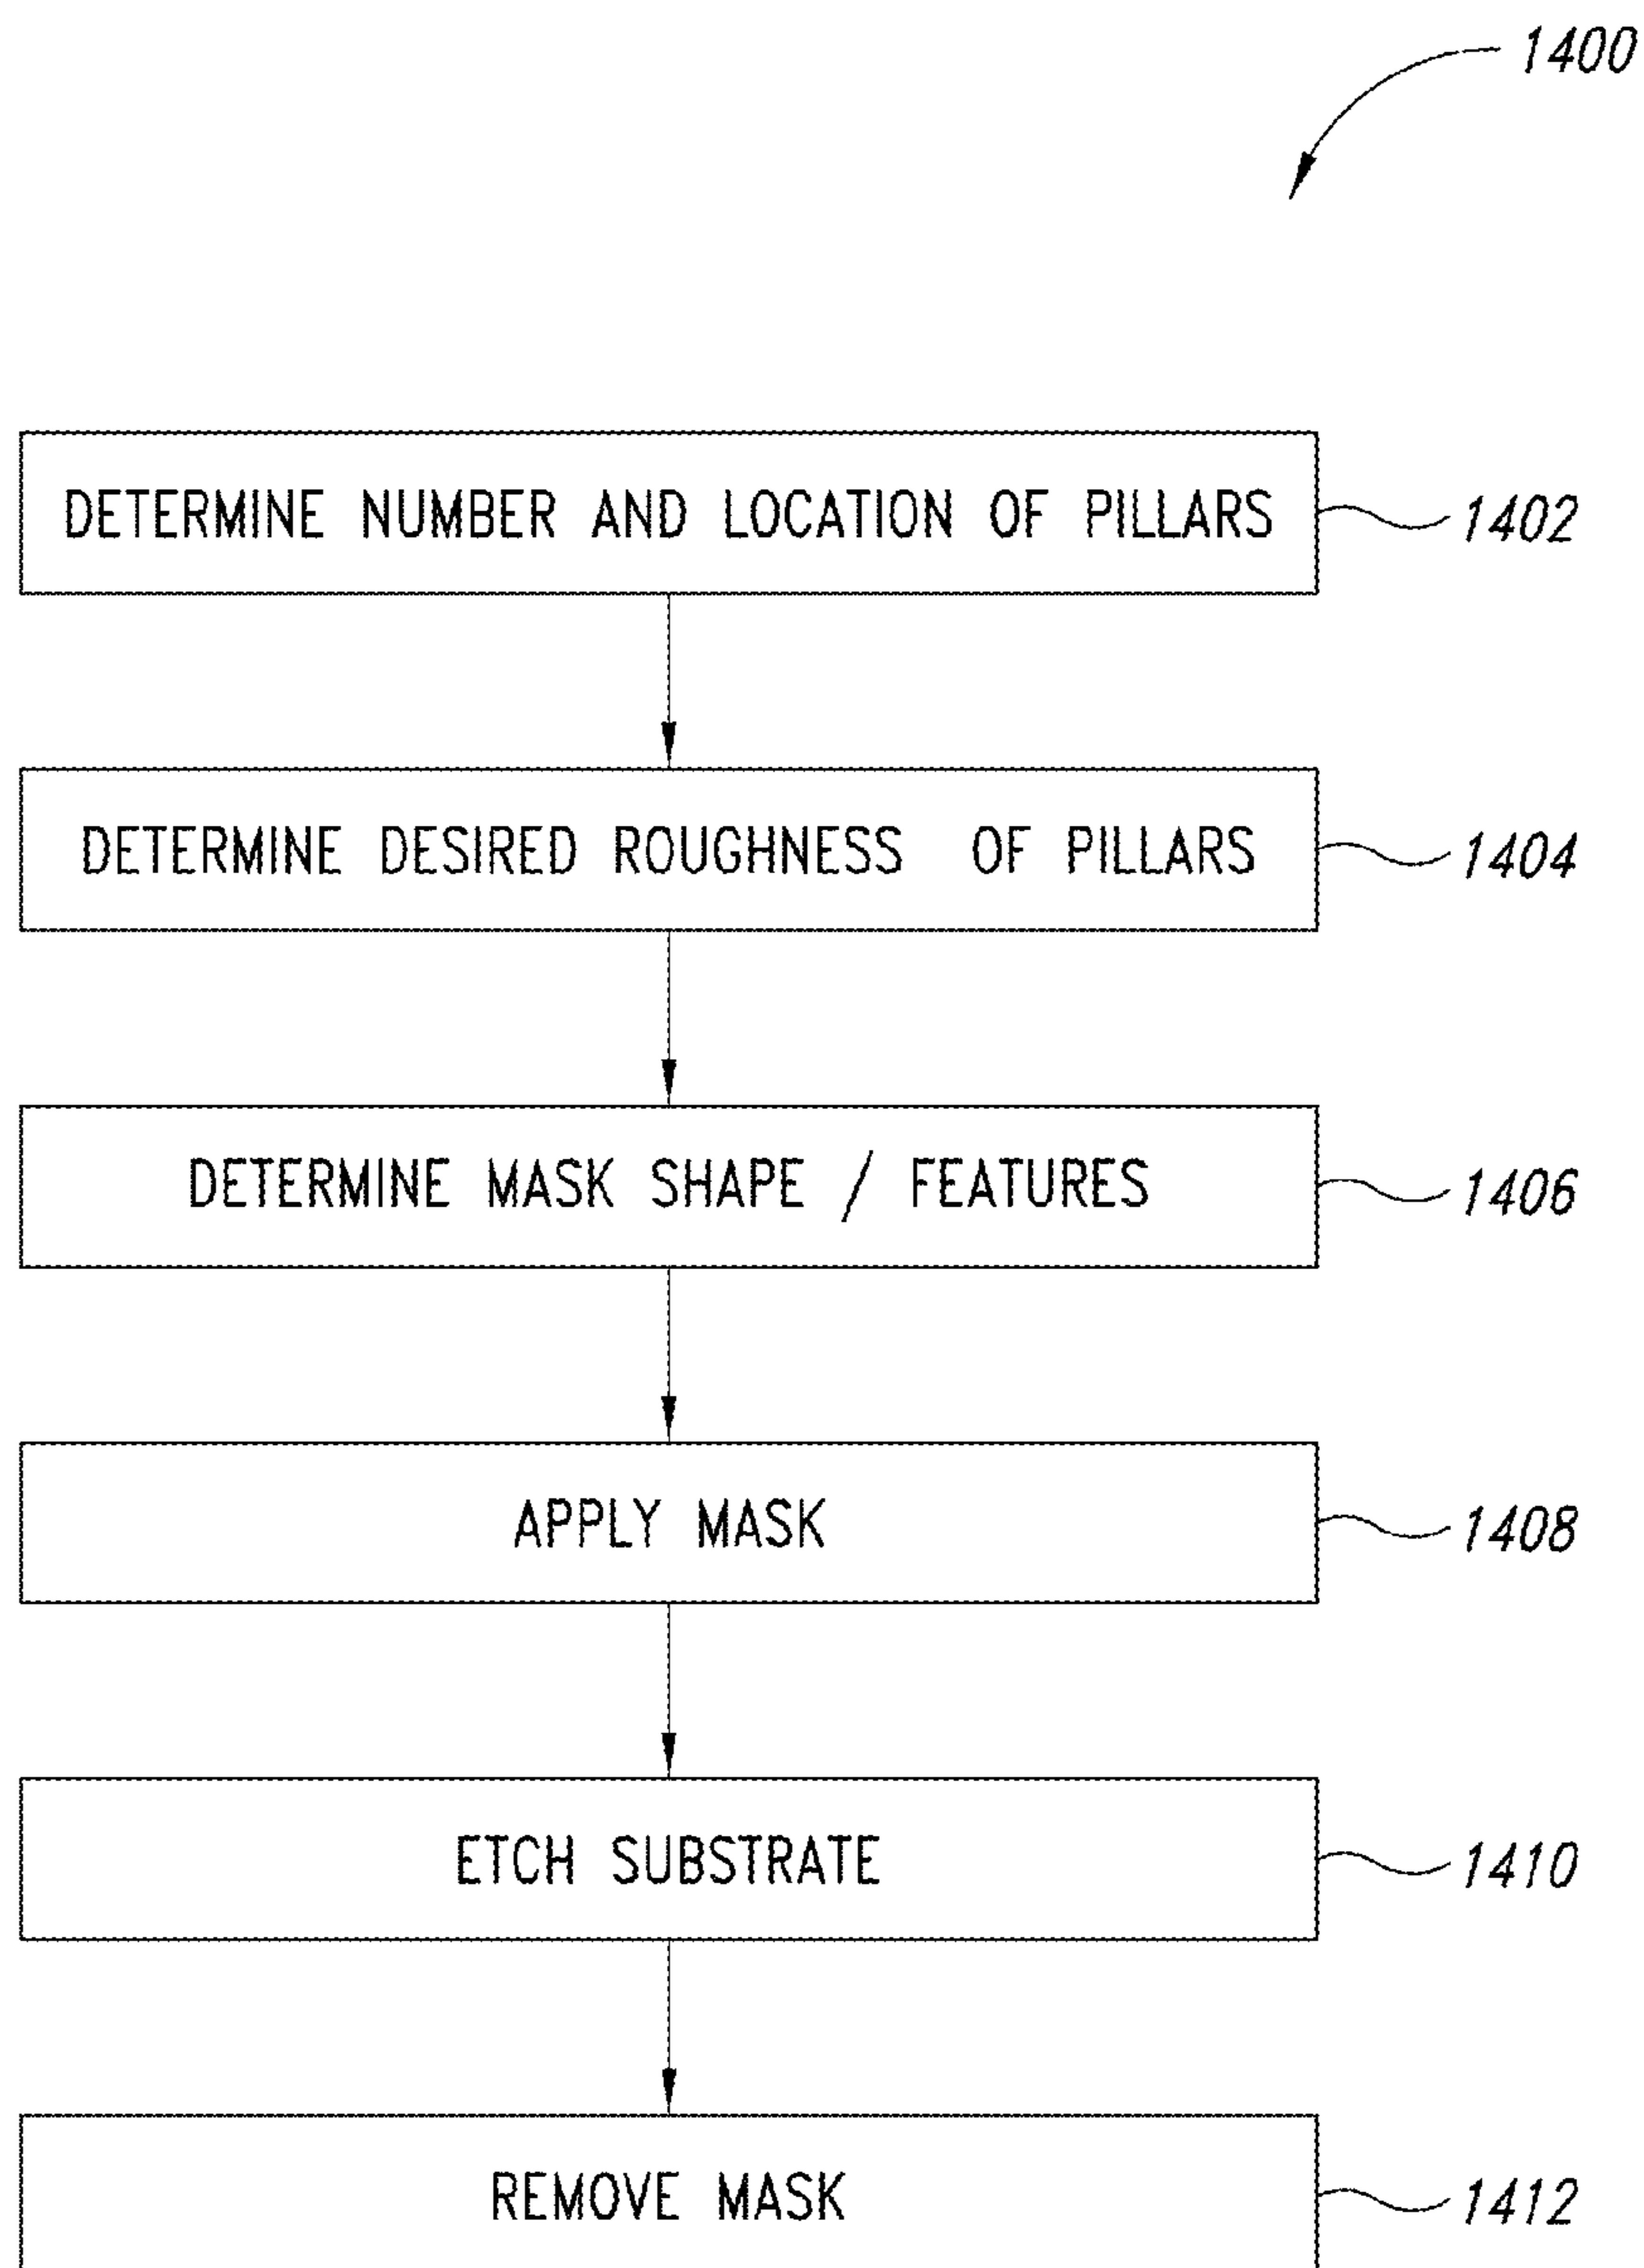 1400
DETERMINE NUMBER AND LOCATION OF PILLARS
1402
DETERMINE DESIRED ROUGHNESS OF PILLARS
1404
DETERMINE MASK SHAPE / FEATURES
1406
APPLY MASK
1408
ETCH SUBSTRATE
1410
REMOVE MASK
1412